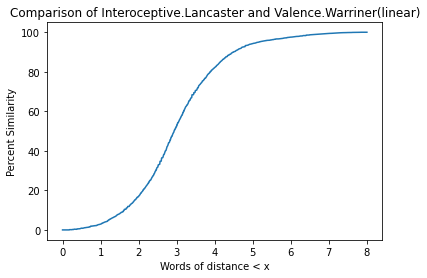 Comparison of Interoceptive.Lancaster and Valence.Warriner(linear)
100
80
60
40
20
0
Percent Similarity
0 1 2 3 4 5 6 7 8
Words of distance < x